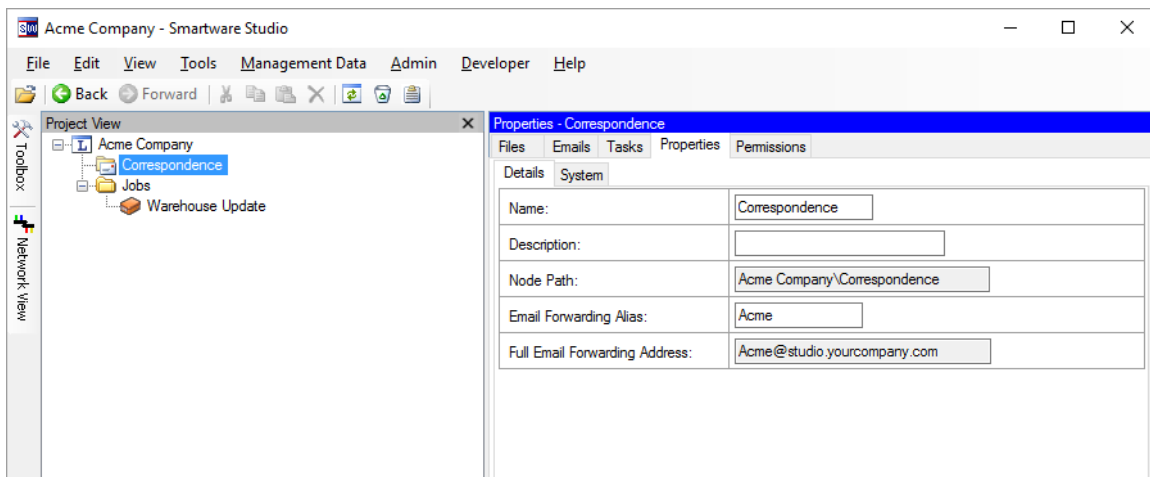 SW Acme Company - Smartware Studio
File Edit View Tools Management Data Admin Developer Help
Back Forward
Project View
Toolbox
Network View
L Acme Company
Correspondence
Jobs
Warehouse Update
Properties - Correspondence
Files Emails Tasks Properties Permissions
Details System
Name: Correspondence
Description:
Node Path: Acme Company\Correspondence
Email Forwarding Alias: Acme
Full Email Forwarding Address: Acme@studio.yourcompany.com